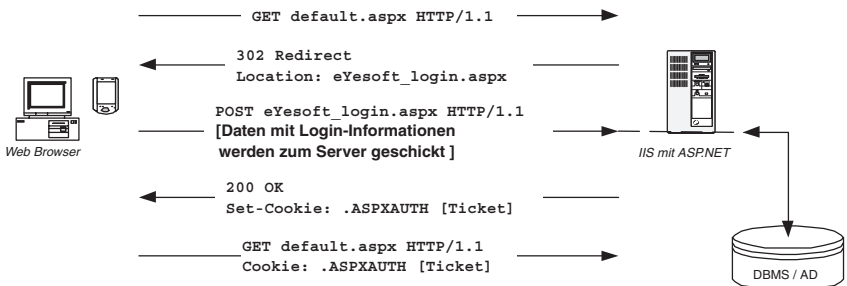 GET default.aspx HTTP/1.1
302 Redirect
Location: eYesoft_login.aspx
POST eYesoft_login.aspx HTTP/1.1
[Daten mit Login-Informationen
werden zum Server geschickt ]
Web Browser
IIS mit ASP.NET
200 OK
Set-Cookie: .ASPXAUTH [Ticket]
GET default.aspx HTTP/1.1
Cookie: .ASPXAUTH [Ticket]
DBMS / AD